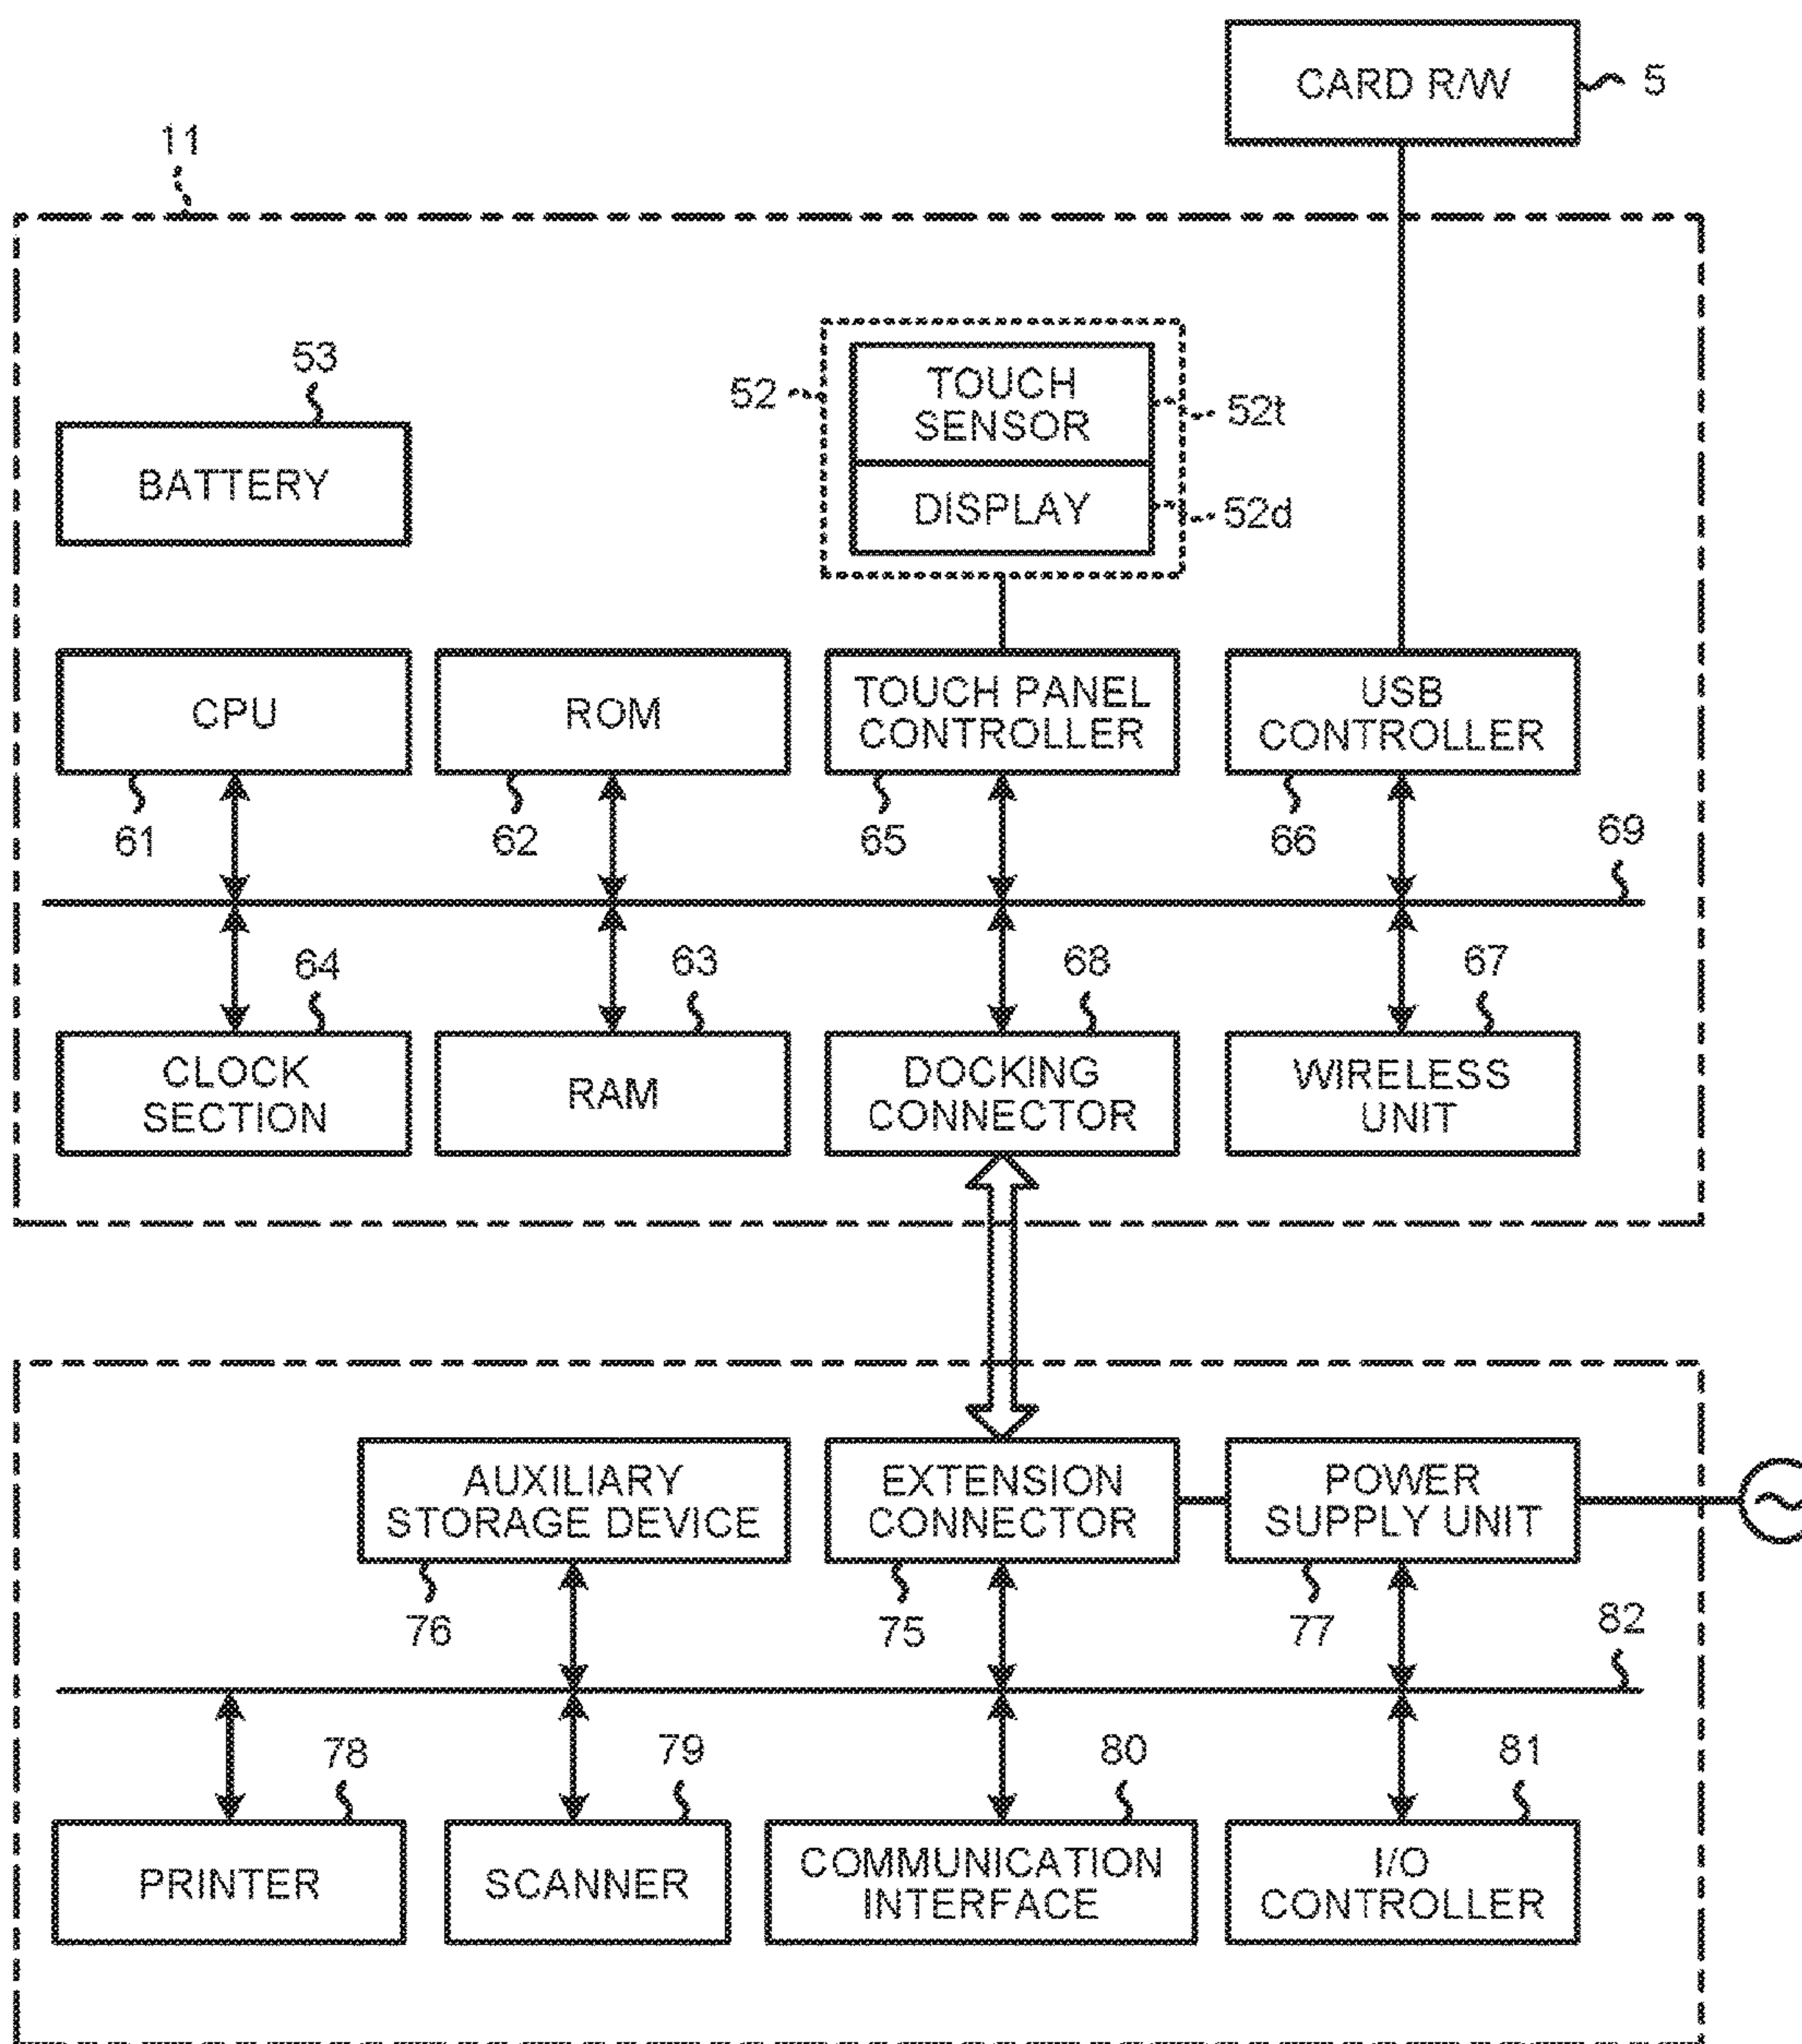 CARD R/W
5
11
53
BATTERY
52
TOUCH
SENSOR
52t
DISPLAY
52d
CPU
ROM
TOUCH PANEL
CONTROLLER
USB
CONTROLLER
61
62
65
66
69
64
63
68
67
CLOCK
SECTION
RAM
DOCKING
CONNECTOR
WIRELESS
UNIT
AUXILIARY
STORAGE DEVICE
EXTENSION
CONNECTOR
POWER
SUPPLY UNIT
76
75
77
82
78
79
80
81
PRINTER
SCANNER
COMMUNICATION
INTERFACE
I/O
CONTROLLER